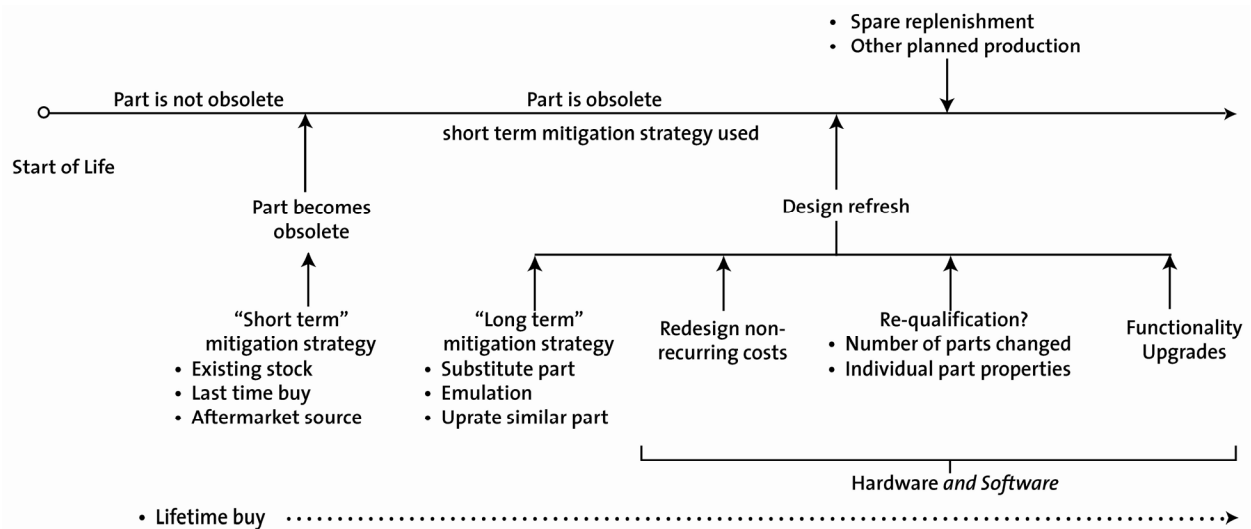 • Spare replenishment
• Other planned production
Part is not obsolete
Part is obsolete
short term mitigation strategy used
Start of Life
Part becomes
obsolete
Design refresh
“Short term”
mitigation strategy
• Existing stock
• Last time buy
• Aftermarket source
“Long term”
mitigation strategy
• Substitute part
• Emulation
• Uprate similar part
Redesign non-
recurring costs
Re-qualification?
• Number of parts changed
• Individual part properties
Functionality
Upgrades
Hardware and Software
• Lifetime buy